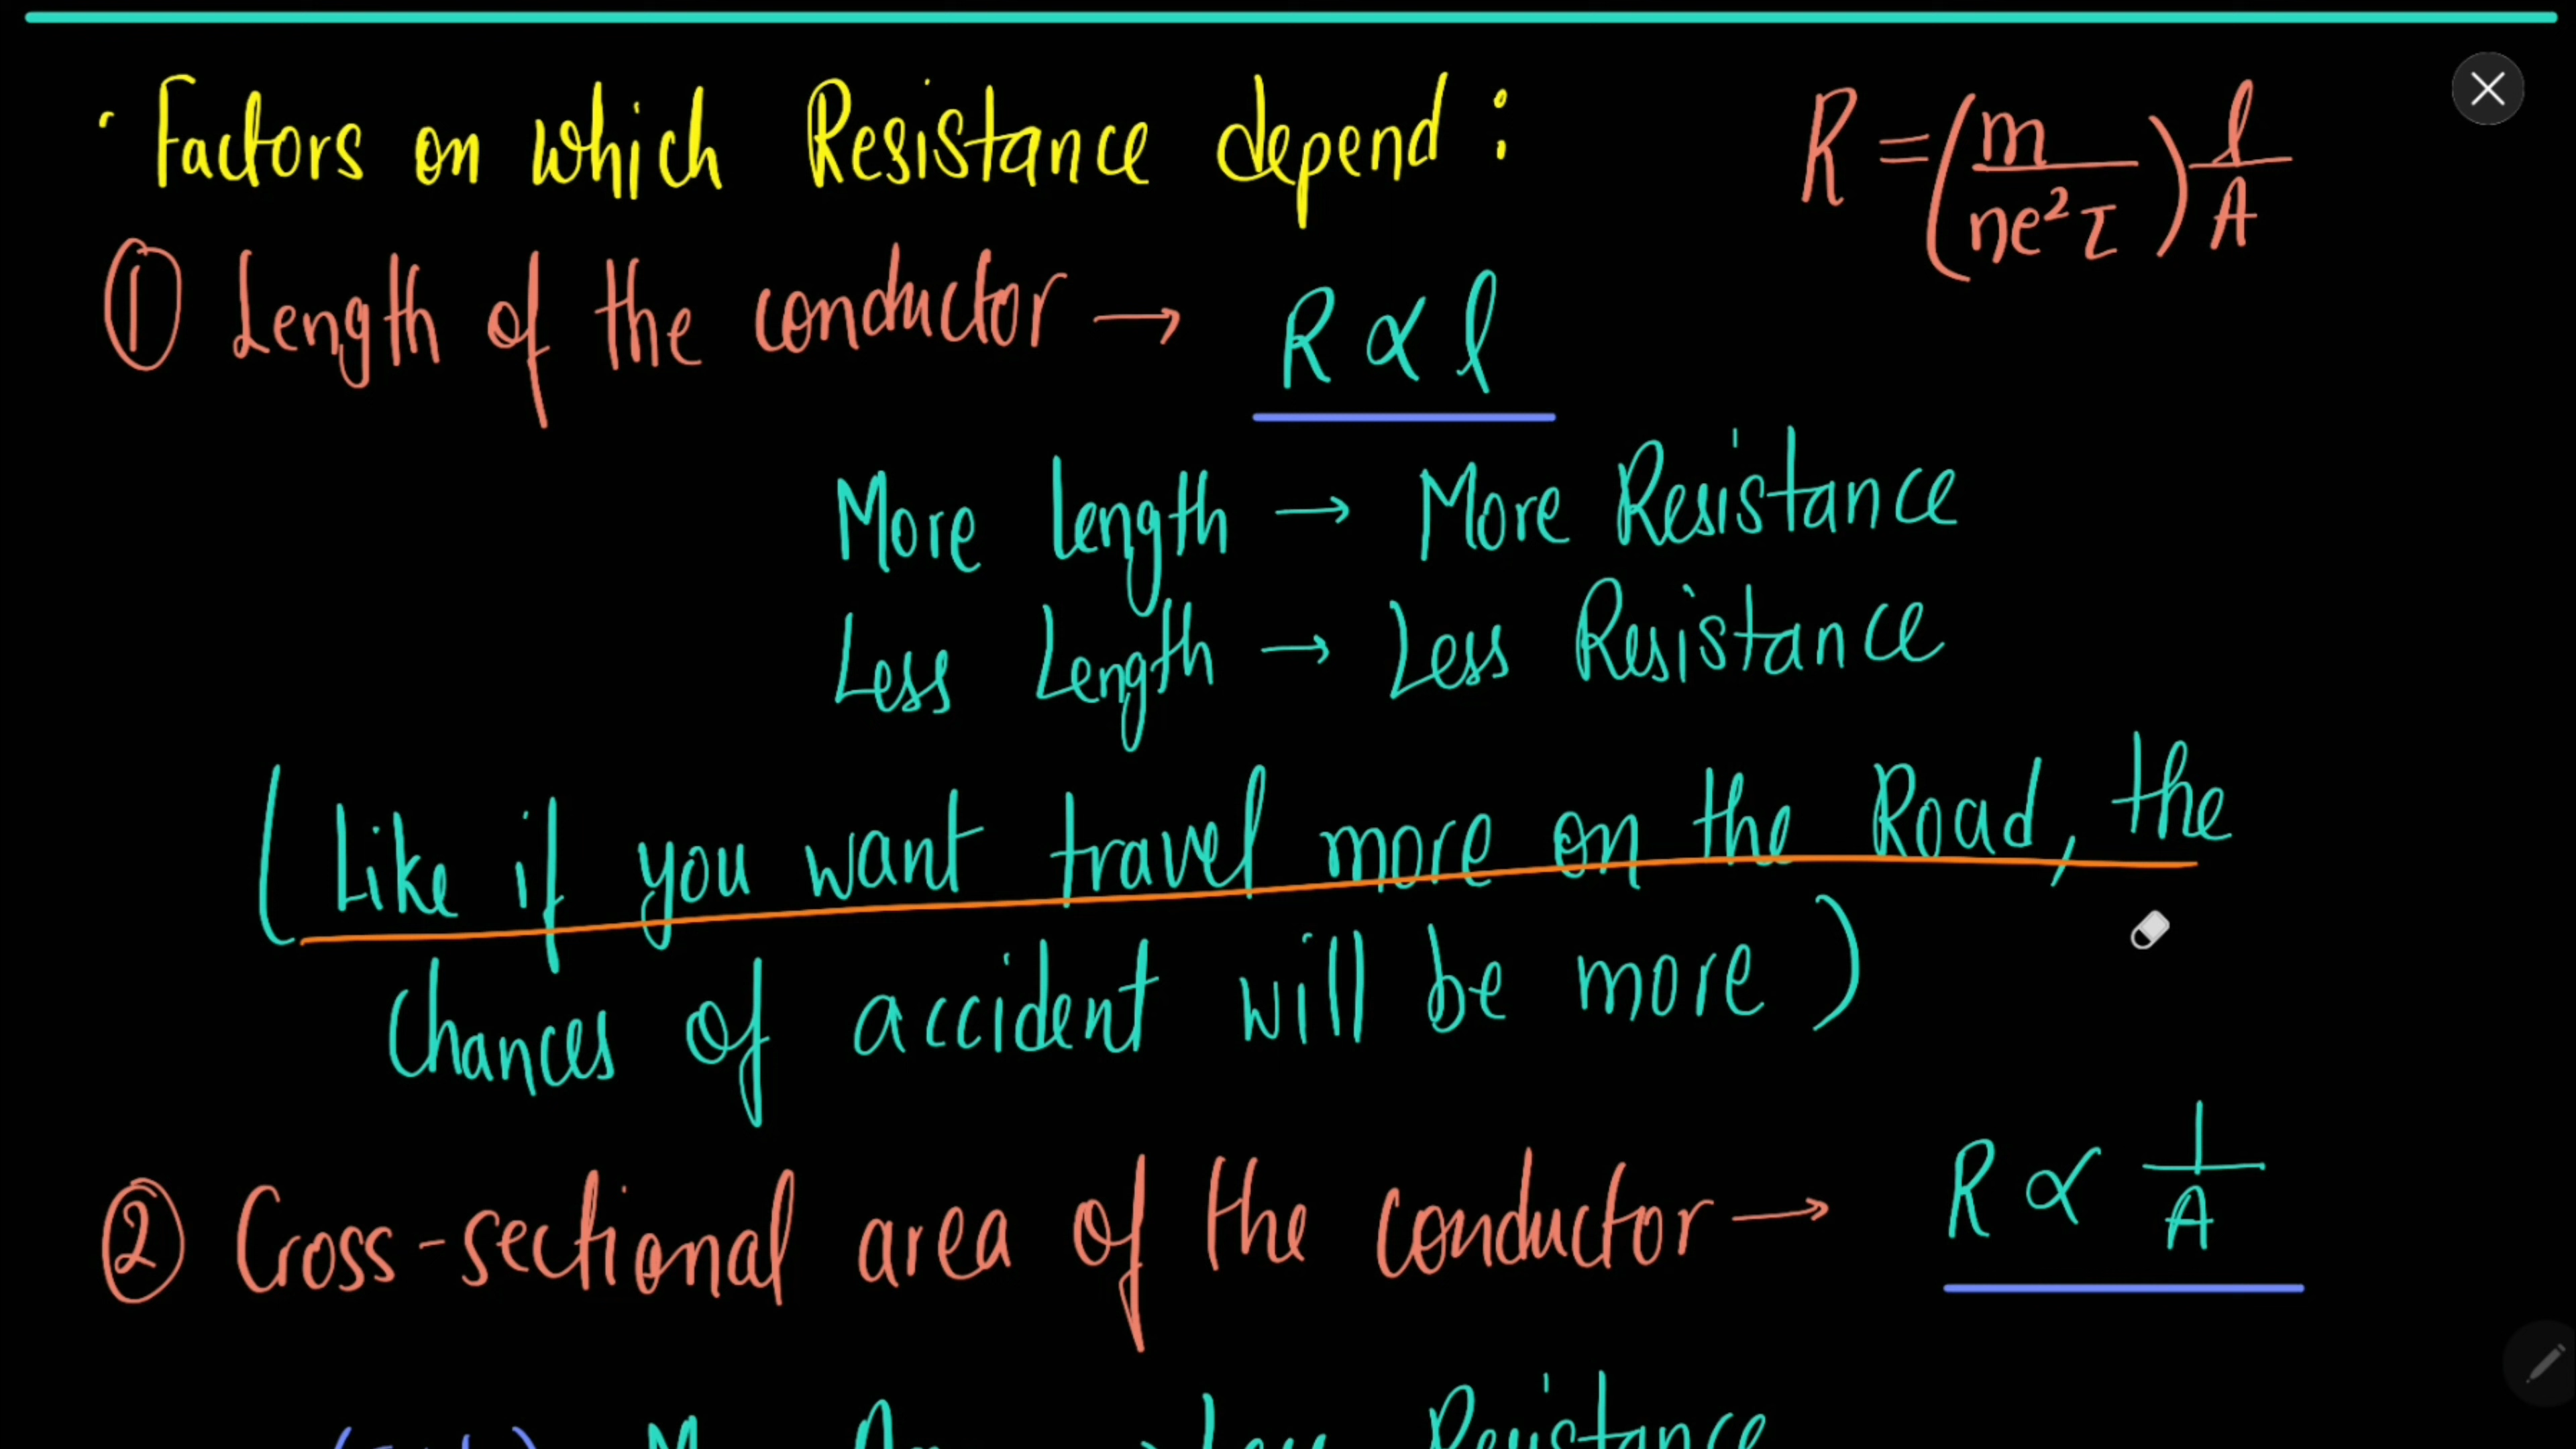 · Factors on which Resistance depend :
R = (m/ne²τ) l/A
① Length of the conductor → R ∝ l
More length → More Resistance
Less Length → Less Resistance
(Like if you want travel more on the Road, the
chances of accident will be more)
② Cross-sectional area of the conductor → R ∝ 1/A
Resistance